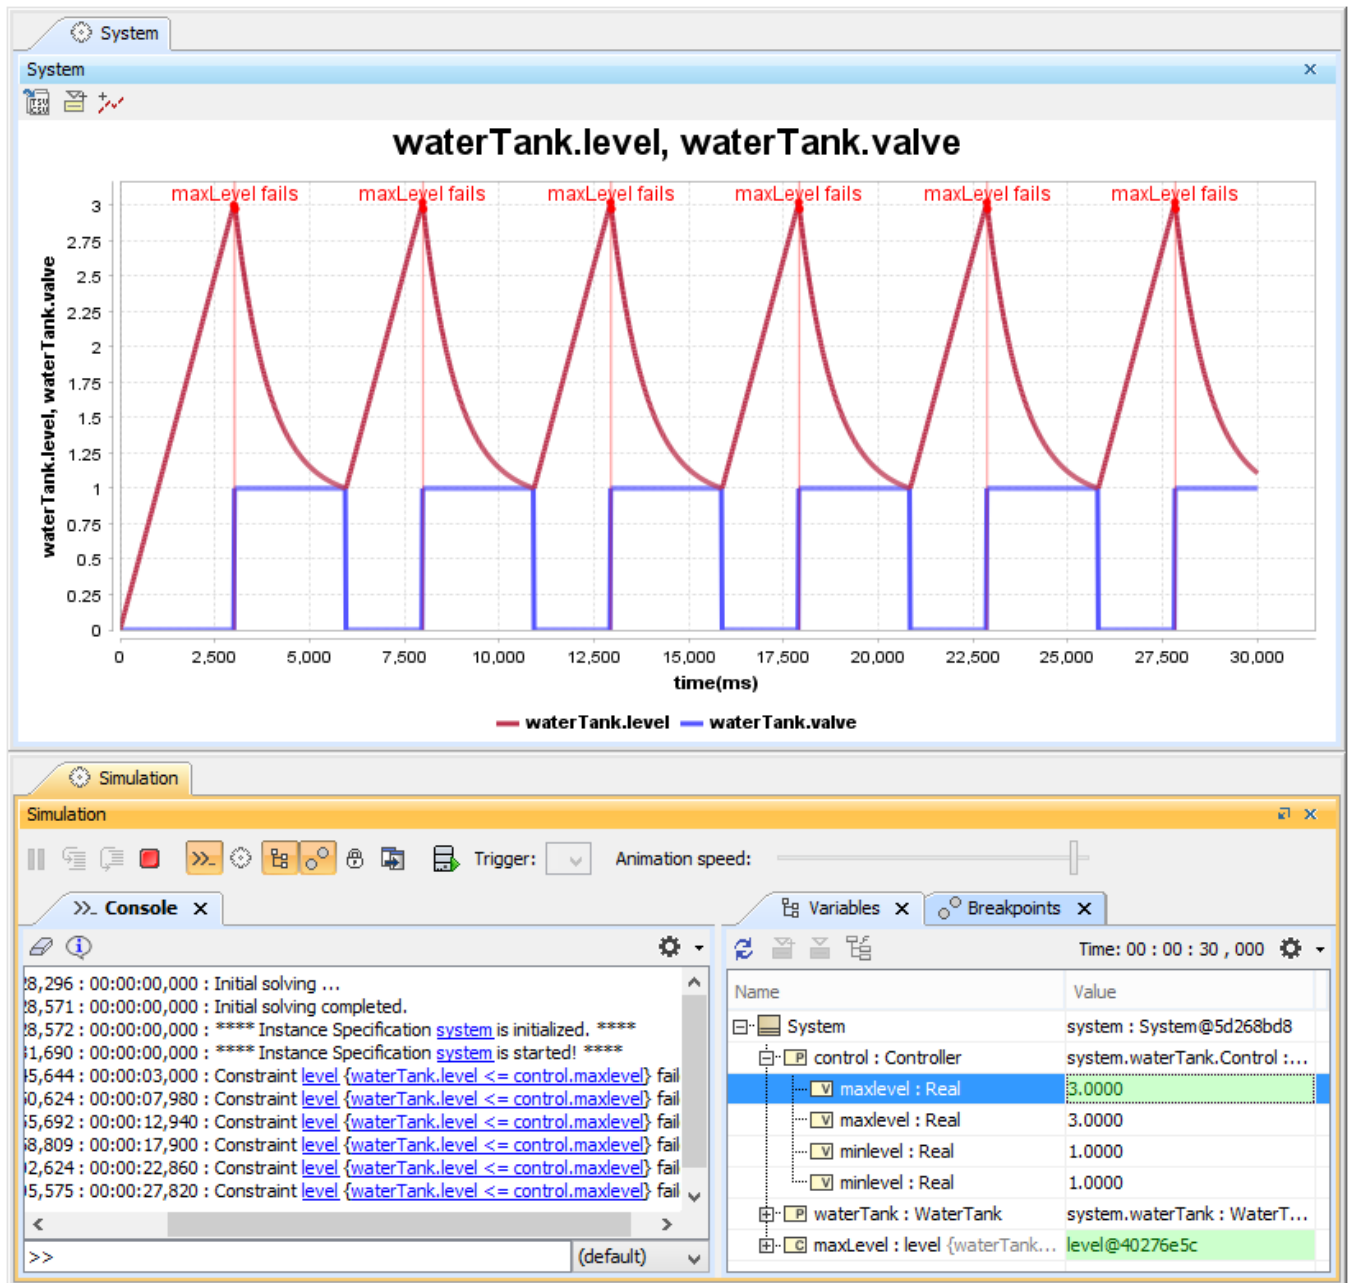 System
System
waterTank.level, waterTank.valve
maxLevel fails maxLevel fails maxLevel fails maxLevel fails maxLevel fails maxLevel fails
waterTank.level, waterTank.valve
3
2.75
2.5
2.25
2
1.75
1.5
1.25
1
0.75
0.5
0.25
0
0 2,500 5,000 7,500 10,000 12,500 15,000 17,500 20,000 22,500 25,000 27,500 30,000
time(ms)
waterTank.level waterTank.valve
Simulation
Simulation
Trigger: Animation speed:
Console
8,296 : 00:00:00,000 : Initial solving ...
8,571 : 00:00:00,000 : Initial solving completed.
8,572 : 00:00:00,000 : **** Instance Specification system is initialized. ****
1,690 : 00:00:00,000 : **** Instance Specification system is started! ****
5,644 : 00:00:03,000 : Constraint level {waterTank.level <= control.maxlevel} fail
0,624 : 00:00:07,980 : Constraint level {waterTank.level <= control.maxlevel} fail
5,692 : 00:00:12,940 : Constraint level {waterTank.level <= control.maxlevel} fail
8,809 : 00:00:17,900 : Constraint level {waterTank.level <= control.maxlevel} fail
2,624 : 00:00:22,860 : Constraint level {waterTank.level <= control.maxlevel} fail
5,575 : 00:00:27,820 : Constraint level {waterTank.level <= control.maxlevel} fail
>> (default)
Variables Breakpoints
Time: 00 : 00 : 30 , 000
Name Value
System system : System@5d268bd8
P control : Controller system.waterTank.Control :...
V maxlevel : Real 3.0000
V maxlevel : Real 3.0000
V minlevel : Real 1.0000
V minlevel : Real 1.0000
P waterTank : WaterTank system.waterTank : WaterT...
C maxLevel : level {waterTank... level@40276e5c